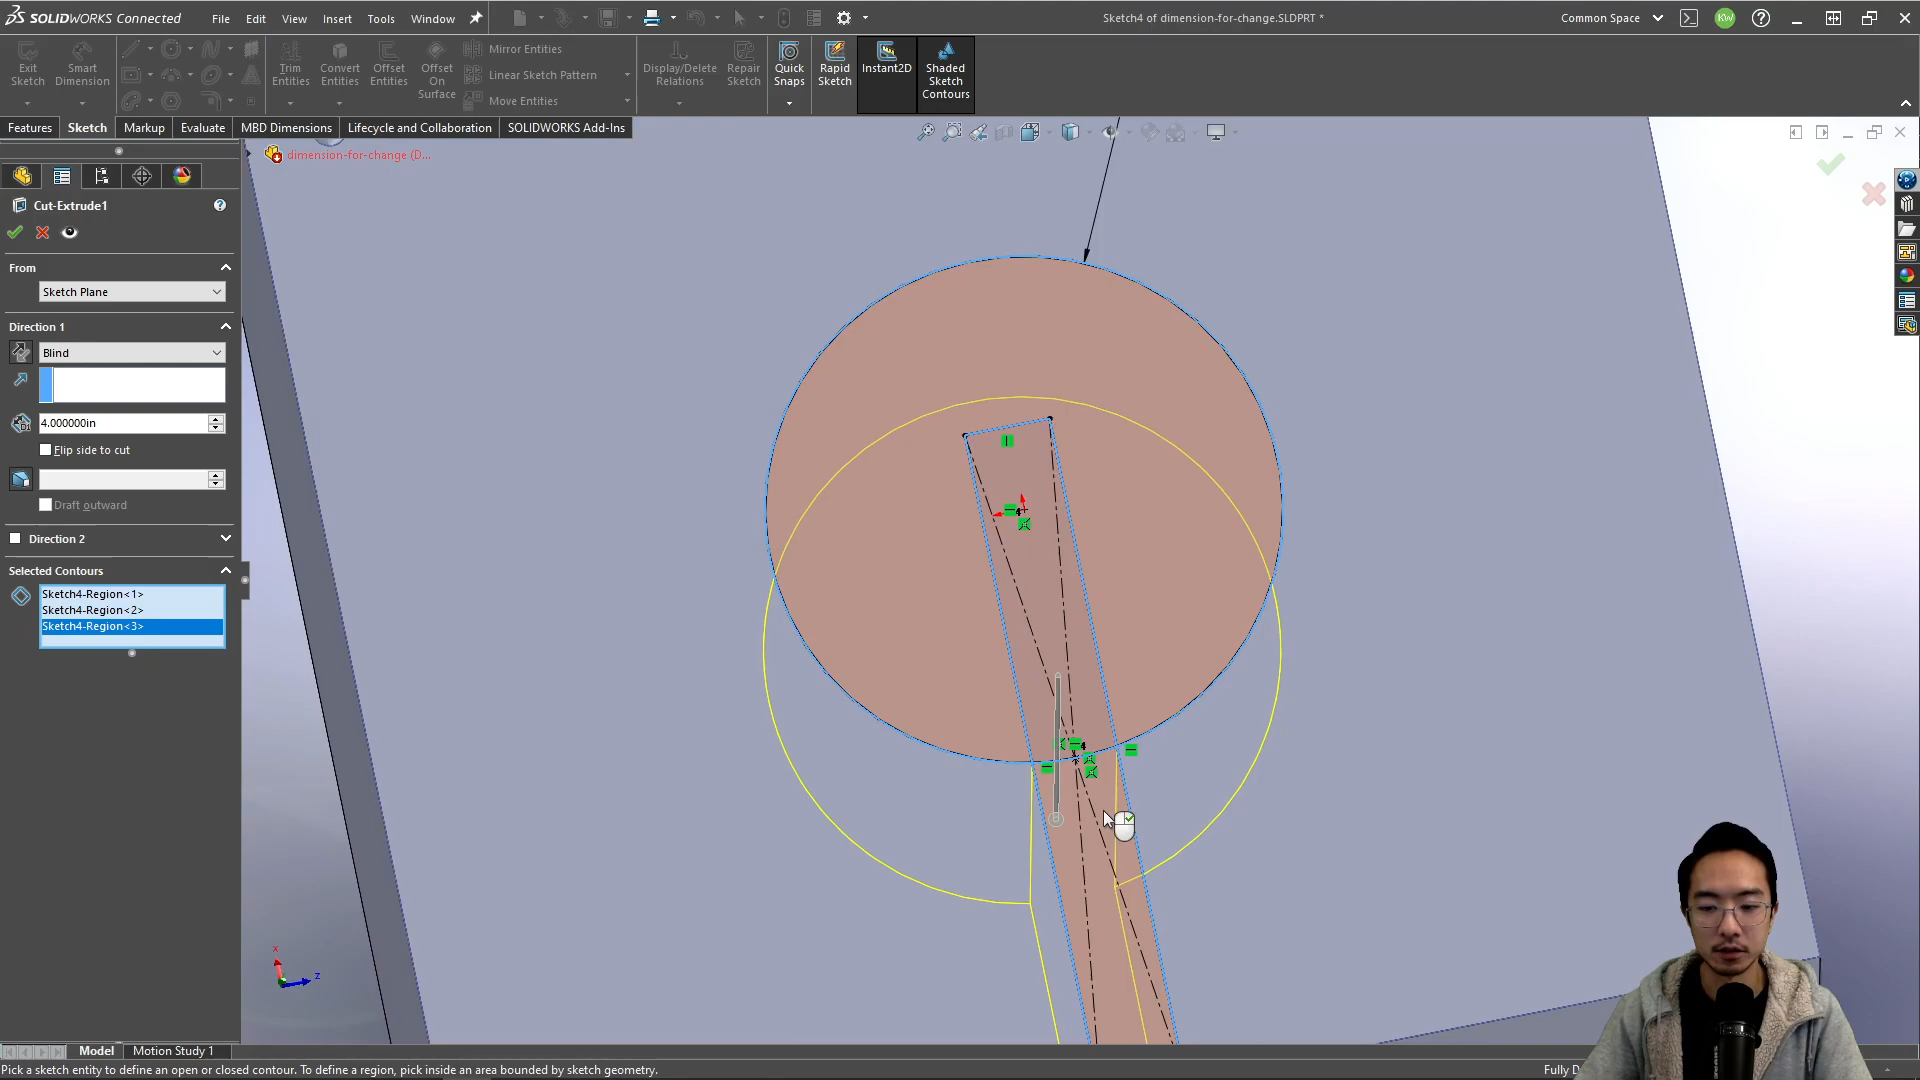 SOLIDWORKS Connected
File Edit View Insert Tools Window
Sketch4 of dimension-for-change.SLDPRT *
Common Space
KW
Exit Sketch
Smart Dimension
Trim Entities
Convert Entities
Offset Entities
Offset On Surface
Mirror Entities
Linear Sketch Pattern
Move Entities
Display/Delete Relations
Repair Sketch
Quick Snaps
Rapid Sketch
Instant2D
Shaded Sketch Contours
Features Sketch Markup Evaluate MBD Dimensions Lifecycle and Collaboration SOLIDWORKS Add-Ins
dimension-for-change (D...
Cut-Extrude1
From
Sketch Plane
Direction 1
Blind
4.000000in
Flip side to cut
Draft outward
Direction 2
Selected Contours
Sketch4-Region<1>
Sketch4-Region<2>
Sketch4-Region<3>
4
4
X
Z
Model Motion Study 1
Pick a sketch entity to define an open or closed contour. To define a region, pick inside an area bounded by sketch geometry.
Fully D